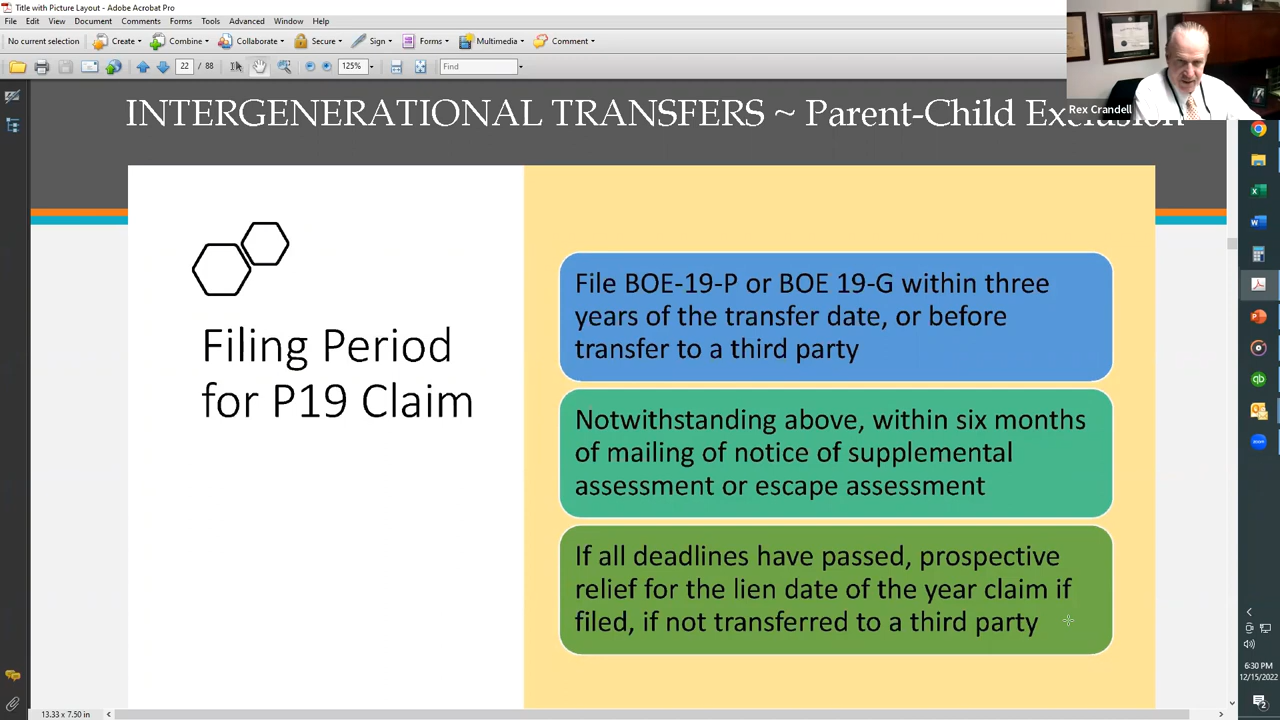 Title with Picture Layout - Adobe Acrobat Pro
File Edit View Document Comments Forms Tools Advanced Window Help
No current selection Create Combine Collaborate Secure Sign Forms Multimedia Comment
22 / 88 125% Find
Rex Crandell
INTERGENERATIONAL TRANSFERS ~ Parent-Child Exclusion
Filing Period
for P19 Claim
File BOE-19-P or BOE 19-G within three
years of the transfer date, or before
transfer to a third party
Notwithstanding above, within six months
of mailing of notice of supplemental
assessment or escape assessment
If all deadlines have passed, prospective
relief for the lien date of the year claim if
filed, if not transferred to a third party
6:30 PM
12/15/2022
2
13.33 x 7.50 in